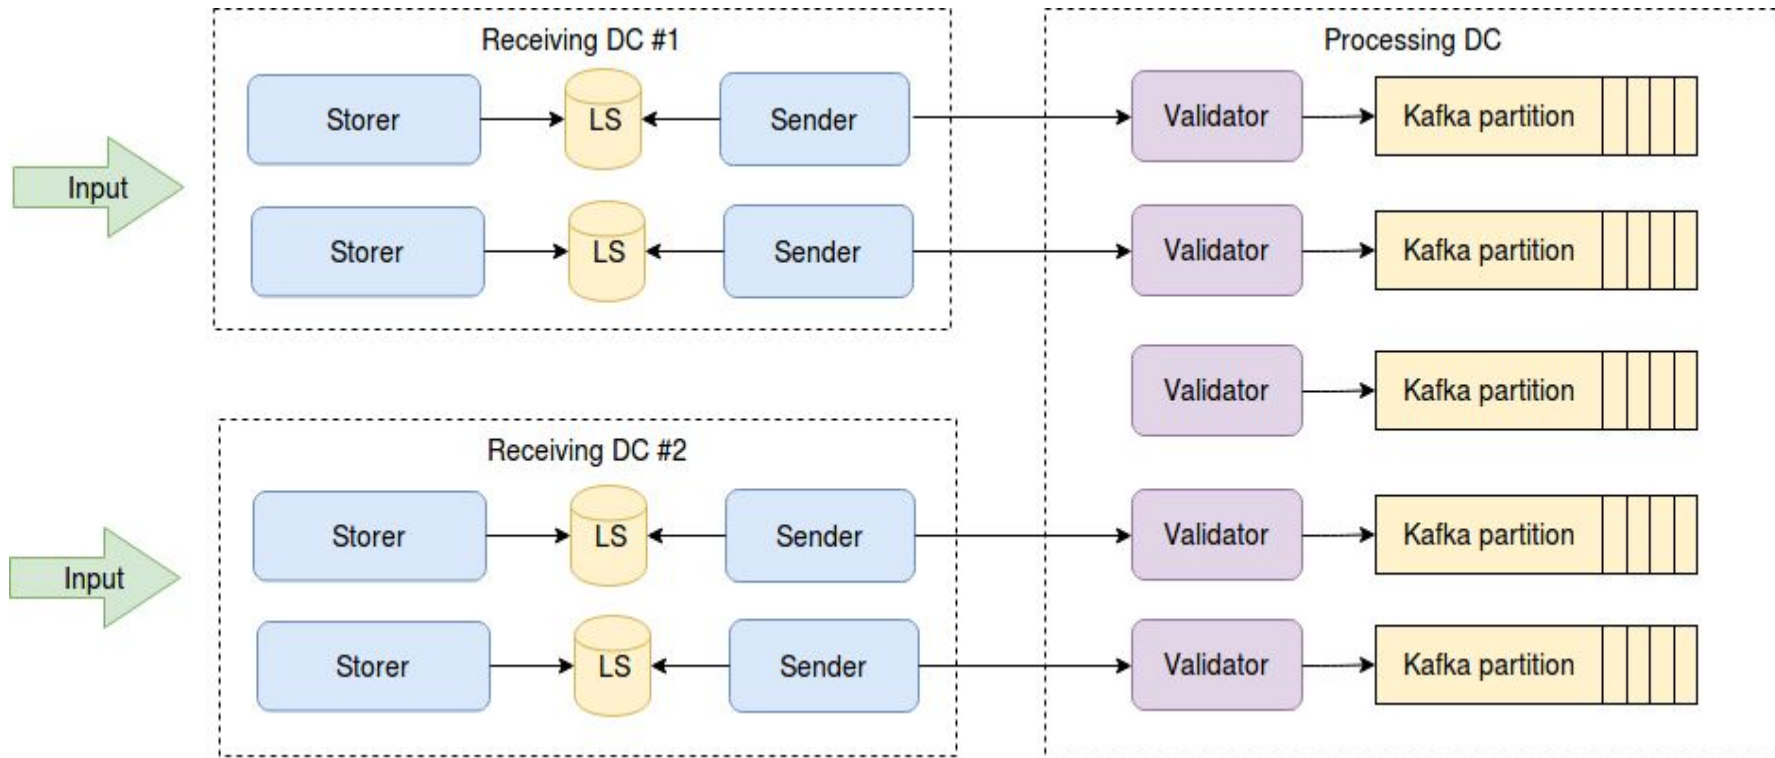 Receiving DC #1
Processing DC
Storer
LS
Sender
Validator
Kafka partition
Input
Storer
LS
Sender
Validator
Kafka partition
Validator
Kafka partition
Receiving DC #2
Storer
LS
Sender
Validator
Kafka partition
Input
Storer
LS
Sender
Validator
Kafka partition